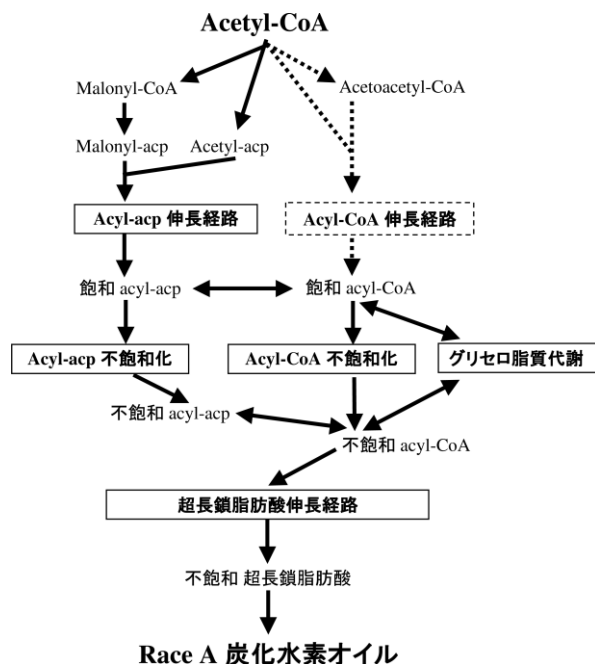 Acetyl-CoA
Malonyl-CoA
Acetoacetyl-CoA
Malonyl-acp
Acetyl-acp
Acyl-acp 伸長経路
Acyl-CoA 伸長経路
飽和 acyl-acp
飽和 acyl-CoA
Acyl-acp 不飽和化
Acyl-CoA 不飽和化
グリセロ脂質代謝
不飽和 acyl-acp
不飽和 acyl-CoA
超長鎖脂肪酸伸長経路
不飽和 超長鎖脂肪酸
Race A 炭化水素オイル